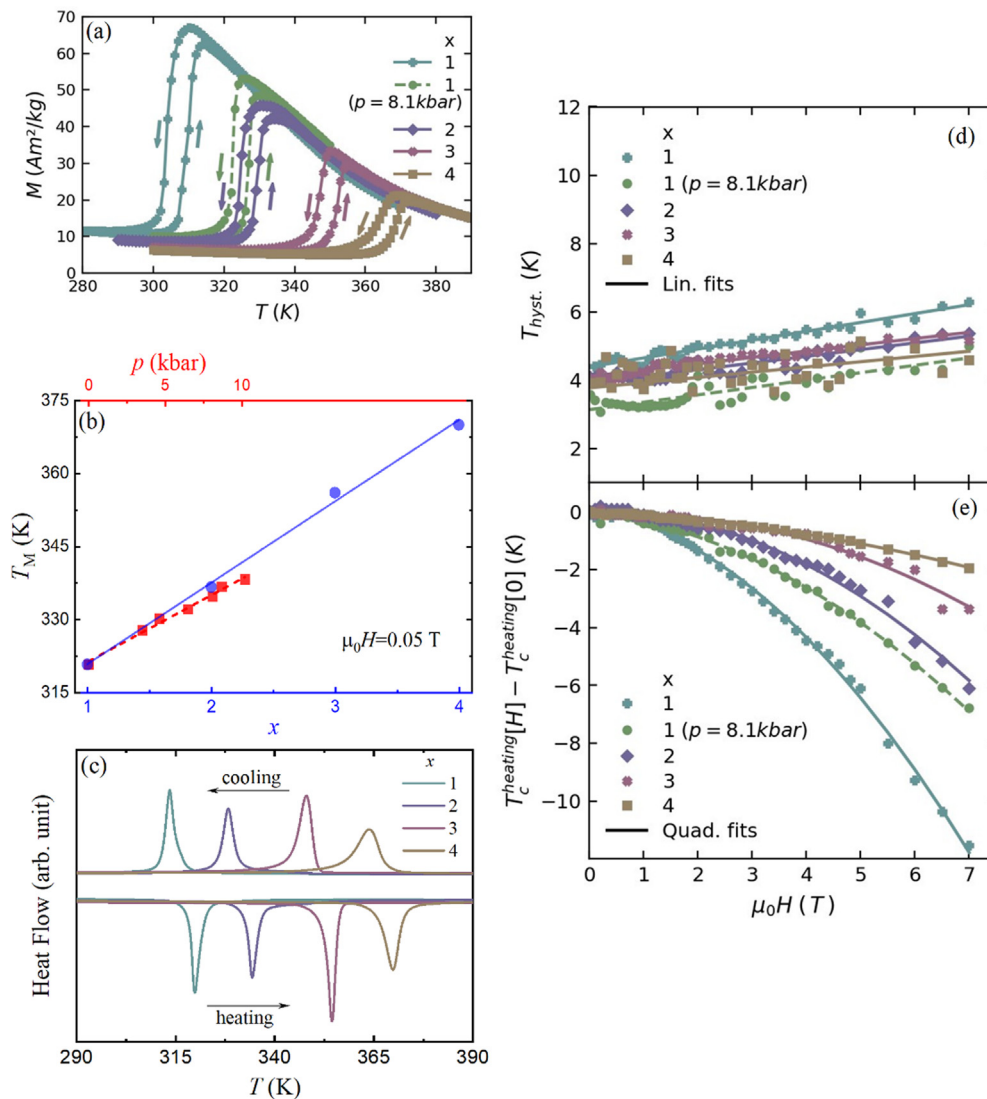 (a)
70
60
50
40
30
20
10
0
M (Am²/kg)
x
1
1
(p = 8.1kbar)
2
3
4
280 300 320 340 360 380
T (K)
p (kbar)
0 5 10
(b)
375
360
345
330
315
T_M (K)
μ₀H=0.05 T
1 2 3 4
x
(c)
x
cooling
1
2
3
4
Heat Flow (arb. unit)
heating
290 315 340 365 390
T (K)
(d)
12
10
8
6
4
2
T_hyst. (K)
x
1
1 (p = 8.1kbar)
2
3
4
Lin. fits
(e)
0
−2
−4
−6
−8
−10
T_c^heating[H] − T_c^heating[0] (K)
x
1
1 (p = 8.1kbar)
2
3
4
Quad. fits
0 1 2 3 4 5 6 7
μ₀H (T)